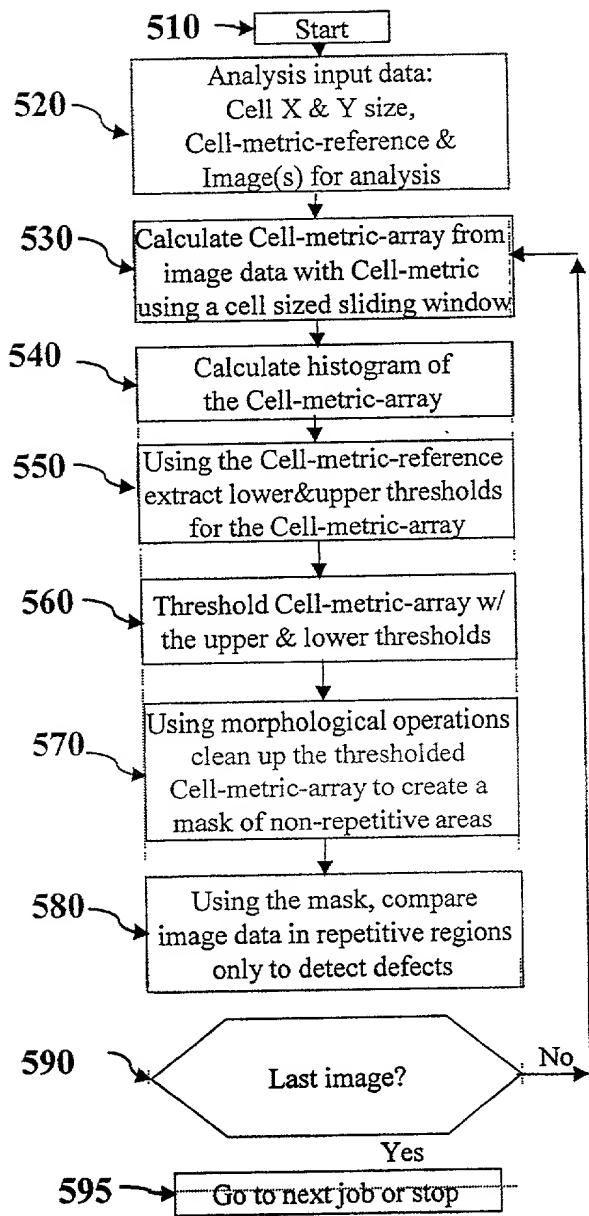 510
Start
520
Analysis input data:
Cell X & Y size,
Cell-metric-reference &
Image(s) for analysis
530
Calculate Cell-metric-array from
image data with Cell-metric
using a cell sized sliding window
540
Calculate histogram of
the Cell-metric-array
550
Using the Cell-metric-reference
extract lower&upper thresholds
for the Cell-metric-array
560
Threshold Cell-metric-array w/
the upper & lower thresholds
570
Using morphological operations
clean up the thresholded
Cell-metric-array to create a
mask of non-repetitive areas
580
Using the mask, compare
image data in repetitive regions
only to detect defects
590
Last image?
No
Yes
595
Go to next job or stop